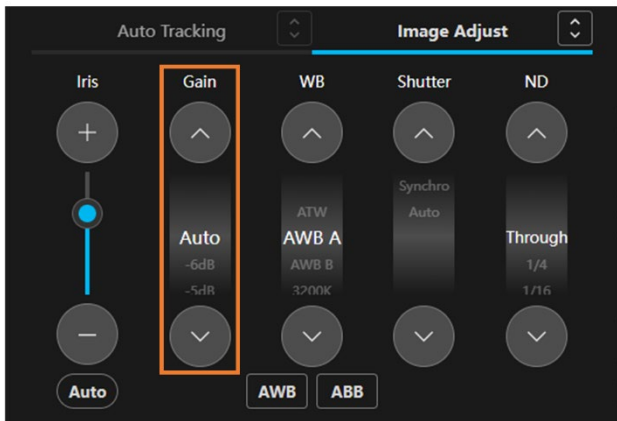 Auto Tracking
Image Adjust
Iris
Gain
WB
Shutter
ND
Auto
-6dB
-5dB
ATW
AWB A
AWB B
3200K
Synchro
Auto
Through
1/4
1/16
Auto
AWB
ABB